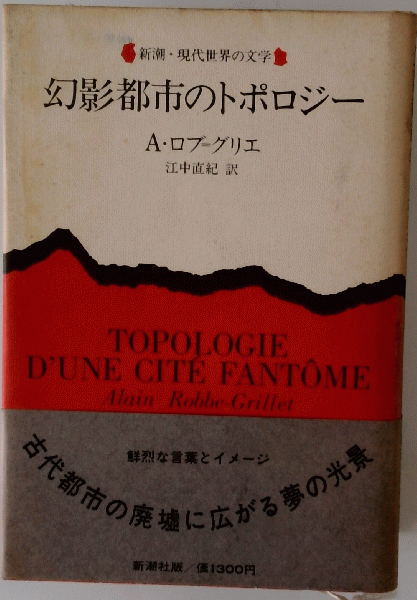 新潮・現代世界の文学
幻影都市のトポロジー
A・ロブ=グリエ
江中直紀 訳
TOPOLOGIE
D'UNE CITÉ FANTÔME
Alain Robbe-Grillet
鮮烈な言葉とイメージ
古代都市の廃墟に広がる夢の光景
新潮社版/価1300円